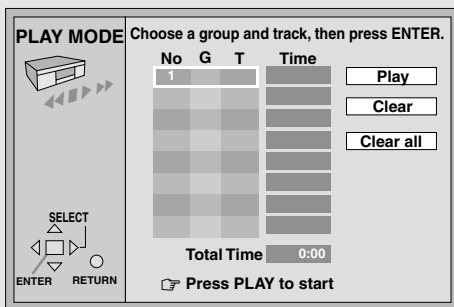 PLAY MODE
Choose a group and track, then press ENTER.
No G T Time
1
Play
Clear
Clear all
SELECT
ENTER RETURN
Total Time 0:00
☞ Press PLAY to start